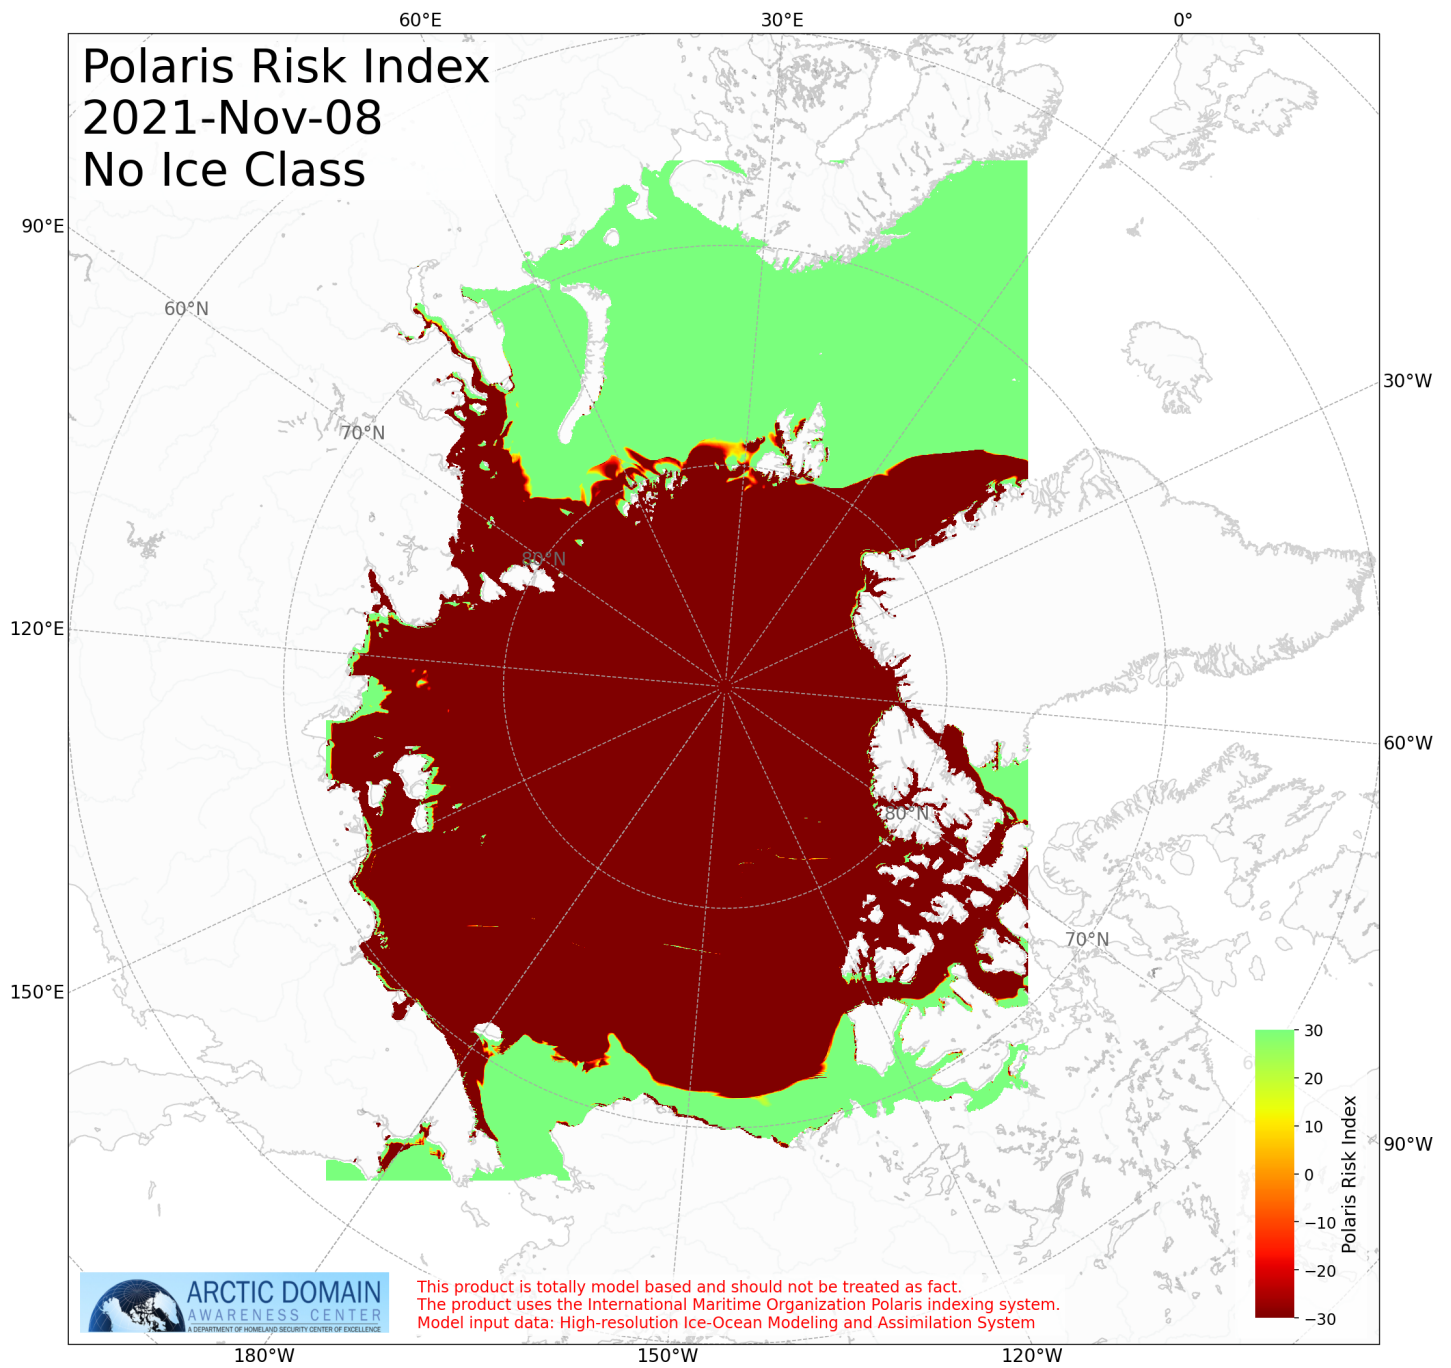 60°E 30°E 0°
Polaris Risk Index
2021-Nov-08
No Ice Class
90°E
60°N
30°W
70°N
80°N
120°E
60°W
80°N
70°N
150°E
30
20
10
0
−10
−20
−30
Polaris Risk Index
90°W
ARCTIC DOMAIN
AWARENESS CENTER
A DEPARTMENT OF HOMELAND SECURITY CENTER OF EXCELLENCE
This product is totally model based and should not be treated as fact.
The product uses the International Maritime Organization Polaris indexing system.
Model input data: High-resolution Ice-Ocean Modeling and Assimilation System
180°W 150°W 120°W